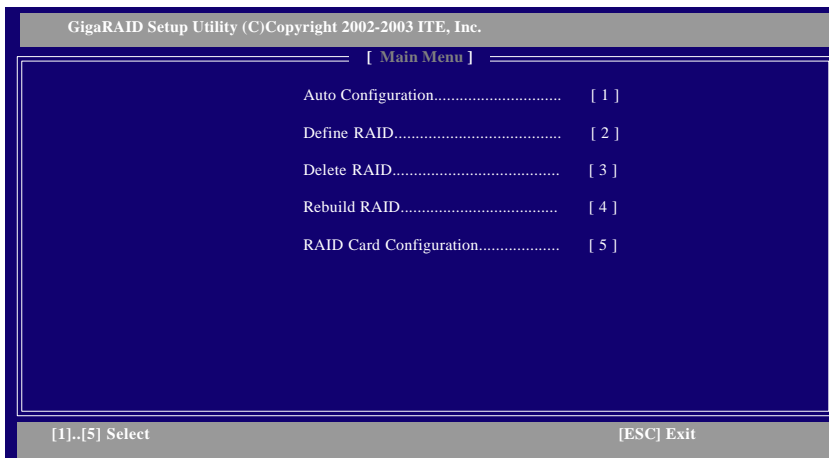 GigaRAID Setup Utility (C)Copyright 2002-2003 ITE, Inc.
[ Main Menu ]
Auto Configuration.............................. [ 1 ]
Define RAID....................................... [ 2 ]
Delete RAID....................................... [ 3 ]
Rebuild RAID..................................... [ 4 ]
RAID Card Configuration................... [ 5 ]
[1]..[5] Select [ESC] Exit